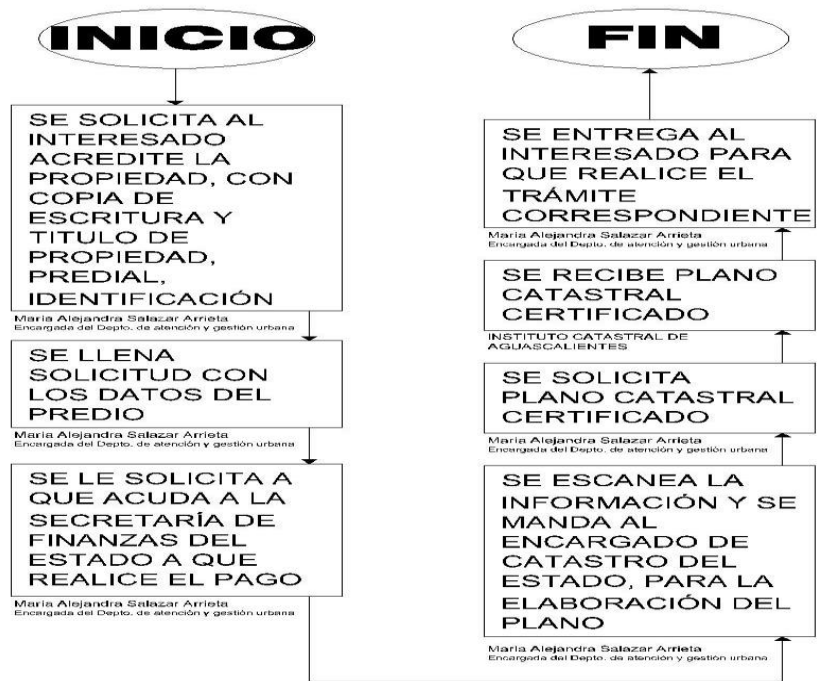 INICIO
SE SOLICITA AL
INTERESADO
ACREDITE LA
PROPIEDAD, CON
COPIA DE
ESCRITURA Y
TITULO DE
PROPIEDAD,
PREDIAL,
IDENTIFICACIÓN
María Alejandra Salazar Arrieta
Encargada del Depto. de atención y gestión urbana
SE LLENA
SOLICITUD CON
LOS DATOS DEL
PREDIO
María Alejandra Salazar Arrieta
Encargada del Depto. de atención y gestión urbana
SE LE SOLICITA A
QUE ACUDA A LA
SECRETARÍA DE
FINANZAS DEL
ESTADO A QUE
REALICE EL PAGO
María Alejandra Salazar Arrieta
Encargada del Depto. de atención y gestión urbana
SE ESCANEA LA
INFORMACIÓN Y SE
MANDA AL
ENCARGADO DE
CATASTRO DEL
ESTADO, PARA LA
ELABORACIÓN DEL
PLANO
María Alejandra Salazar Arrieta
Encargada del Depto. de atención y gestión urbana
SE SOLICITA
PLANO CATASTRAL
CERTIFICADO
María Alejandra Salazar Arrieta
Encargada del Depto. de atención y gestión urbana
SE RECIBE PLANO
CATASTRAL
CERTIFICADO
INSTITUTO CATASTRAL DE
AGUASCALIENTES
SE ENTREGA AL
INTERESADO PARA
QUE REALICE EL
TRÁMITE
CORRESPONDIENTE
María Alejandra Salazar Arrieta
Encargada del Depto. de atención y gestión urbana
FIN